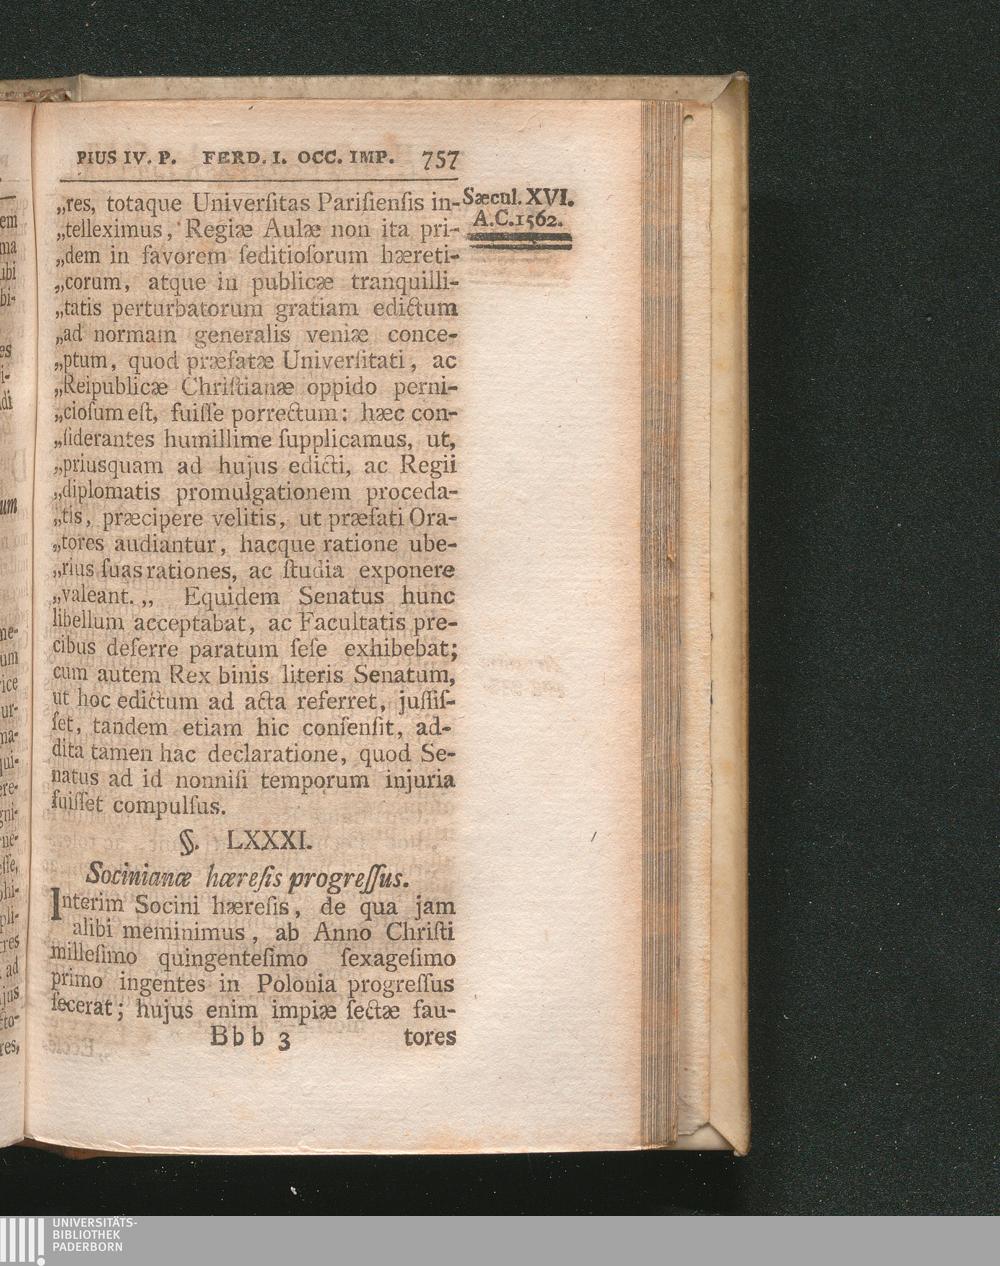 PIUS IV. P. FERD. I. OCC. IMP. 757
Sæcul. XVI.
A.C. 1562.
„res, totaque Univerſitas Pariſienſis in-
„telleximus, Regiæ Aulæ non ita pri-
„dem in favorem ſeditioſorum hæreti-
„corum, atque in publicæ tranquilli-
„tatis perturbatorum gratiam edictum
„ad normam generalis veniæ conce-
„ptum, quod præfatæ Univerſitati, ac
„Reipublicæ Chriſtianæ oppido perni-
„cioſum eſt, fuiſſe porrectum: hæc con-
„ſiderantes humillime ſupplicamus, ut,
„priusquam ad hujus edicti, ac Regii
„diplomatis promulgationem proceda-
„tis, præcipere velitis, ut præfati Ora-
„tores audiantur, hacque ratione ube-
„rius ſuas rationes, ac ſtudia exponere
„valeant. „ Equidem Senatus hunc
libellum acceptabat, ac Facultatis pre-
cibus deferre paratum ſeſe exhibebat;
cum autem Rex binis literis Senatum,
ut hoc edictum ad acta referret, juſſiſ-
ſet, tandem etiam hic conſenſit, ad-
dita tamen hac declaratione, quod Se-
natus ad id nonniſi temporum injuria
fuiſſet compulſus.
§. LXXXI.
Socinianæ hæreſis progreſſus.
Interim Socini hæreſis, de qua jam
alibi meminimus, ab Anno Chriſti
milleſimo quingenteſimo ſexageſimo
primo ingentes in Polonia progreſſus
fecerat; hujus enim impiæ ſectæ fau-
Bbb 3 tores
UNIVERSITÄTS-
BIBLIOTHEK
PADERBORN